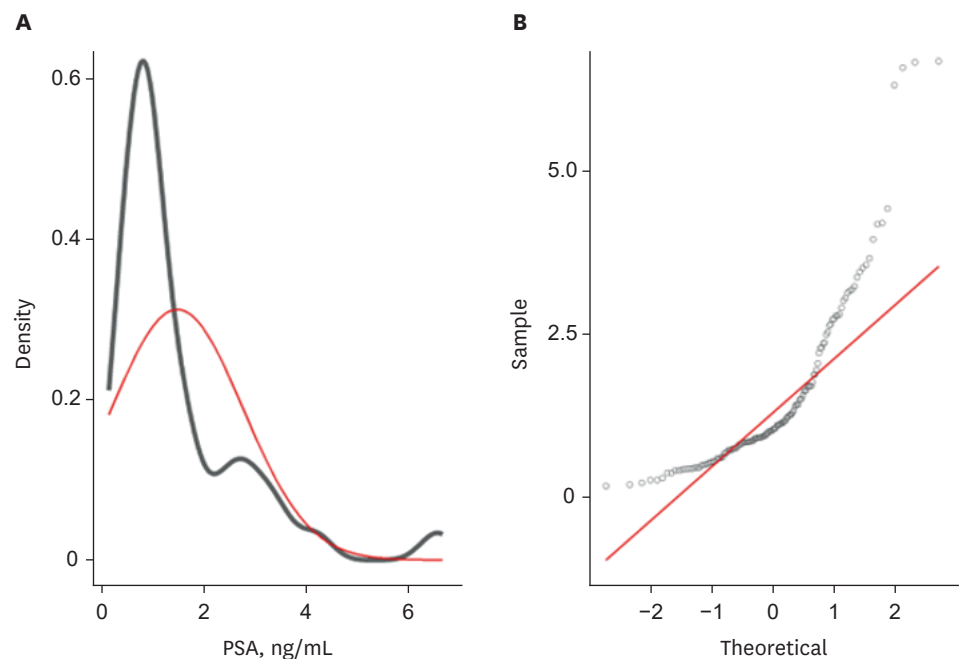 A
Density
0.6
0.4
0.2
0
0 2 4 6
PSA, ng/mL
B
Sample
5.0
2.5
0
−2 −1 0 1 2
Theoretical